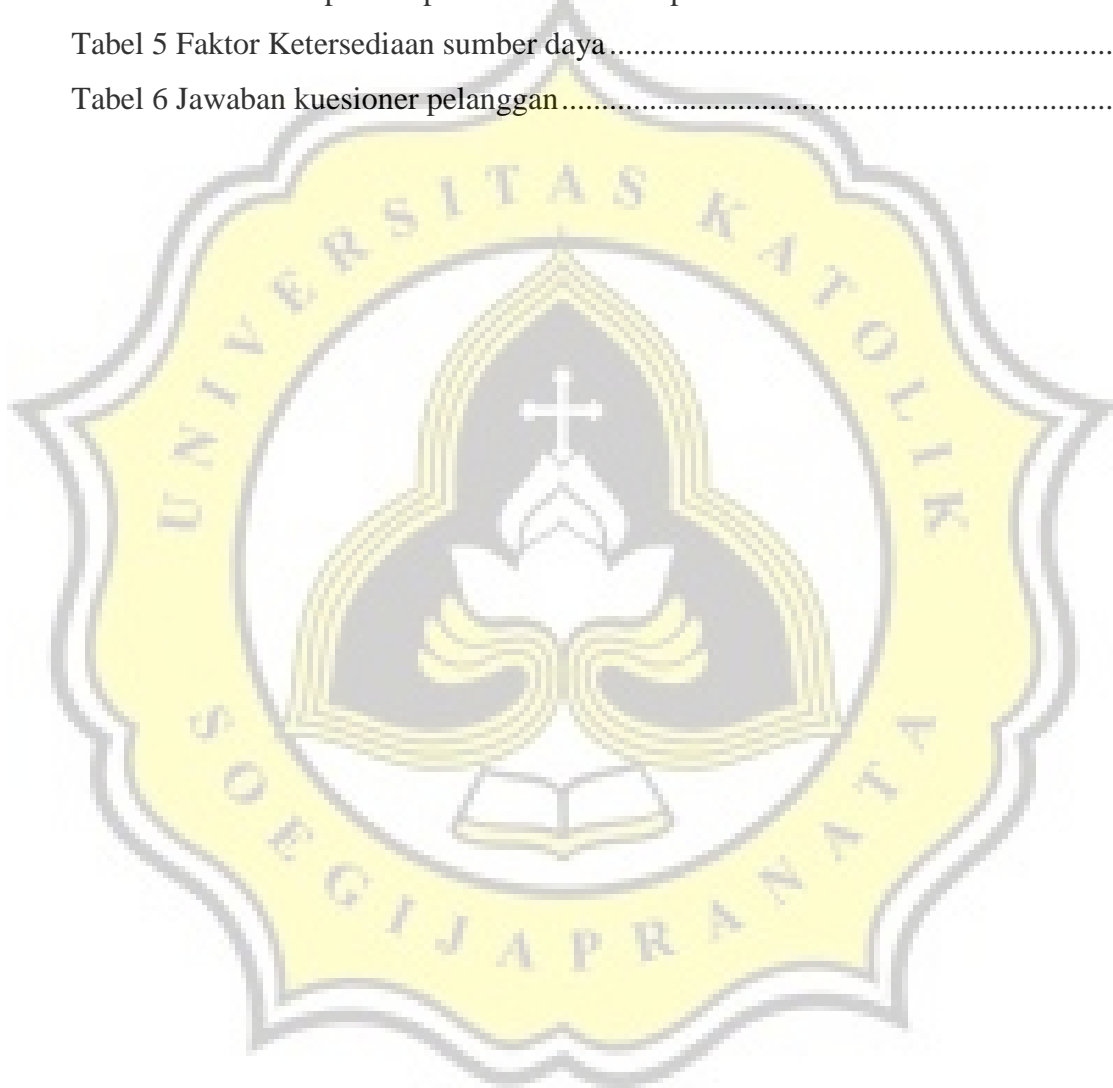 Tabel 5 Faktor Ketersediaan sumber daya........................................................................
Tabel 6 Jawaban kuesioner pelanggan..............................................................................
UNIVERSITAS KATOLIK
SOEGIJAPRANATA